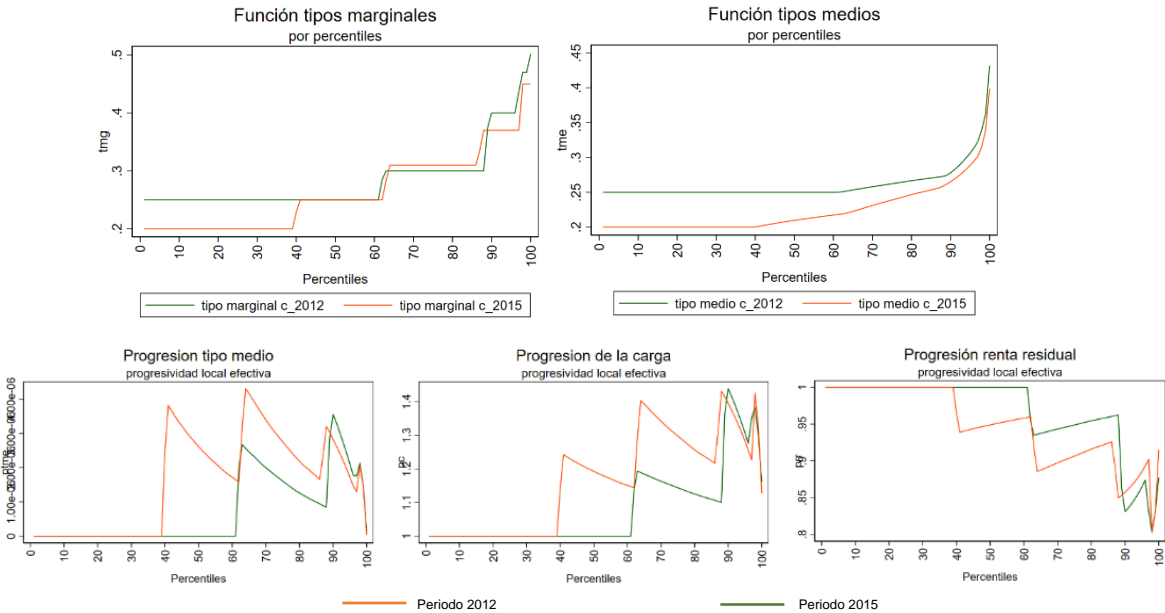 Función tipos marginales
por percentiles
tmg
.2 .3 .4 .5
0 10 20 30 40 50 60 70 80 90 100
Percentiles
tipo marginal c_2012 tipo marginal c_2015
Función tipos medios
por percentiles
tme
.2 .25 .3 .35 .4 .45
0 10 20 30 40 50 60 70 80 90 100
Percentiles
tipo medio c_2012 tipo medio c_2015
Progresion tipo medio
progresividad local efectiva
0
0 10 20 30 40 50 60 70 80 90 100
Percentiles
Progresion de la carga
progresividad local efectiva
1 1.1 1.2 1.3 1.4
0 10 20 30 40 50 60 70 80 90 100
Percentiles
Progresión renta residual
progresividad local efectiva
.8 .85 .95 1
0 10 20 30 40 50 60 70 80 90 100
Percentiles
Periodo 2012 Periodo 2015